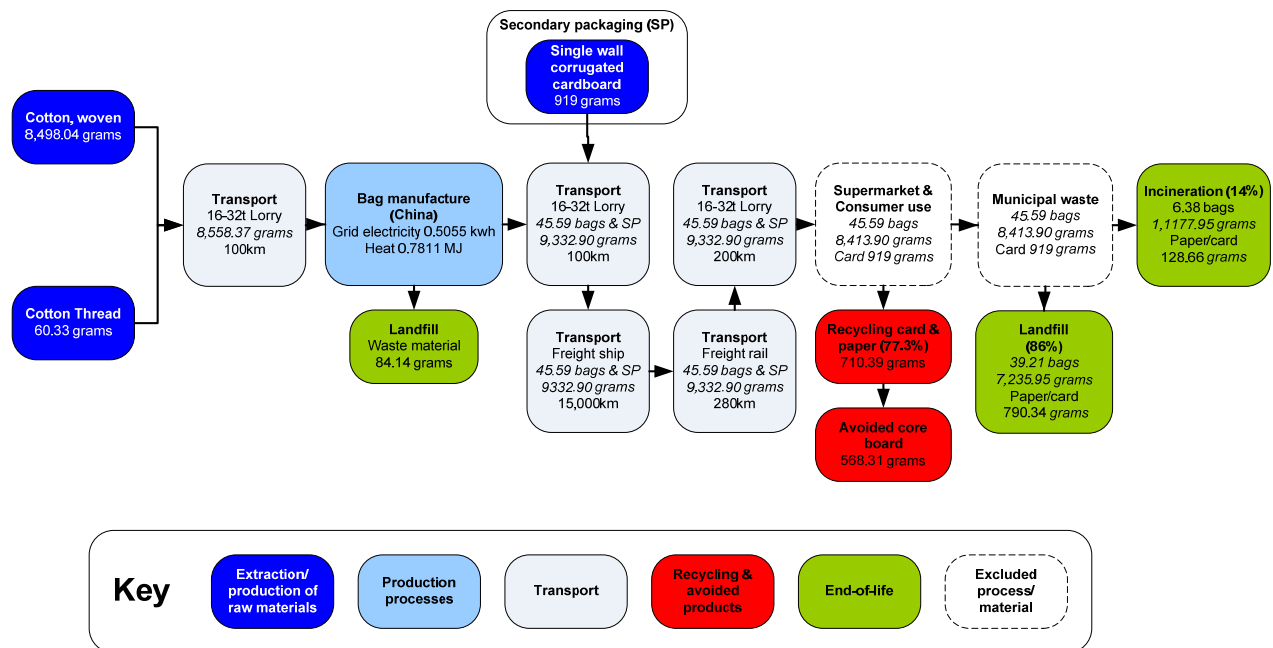 Secondary packaging (SP)
Single wall
corrugated
cardboard
919 grams
Cotton, woven
8,498.04 grams
Cotton Thread
60.33 grams
Transport
16-32t Lorry
8,558.37 grams
100km
Bag manufacture
(China)
Grid electricity 0.5055 kwh
Heat 0.7811 MJ
Landfill
Waste material
84.14 grams
Transport
16-32t Lorry
45.59 bags & SP
9,332.90 grams
100km
Transport
Freight ship
45.59 bags & SP
9332.90 grams
15,000km
Transport
Freight rail
45.59 bags & SP
9,332.90 grams
280km
Transport
16-32t Lorry
45.59 bags & SP
9,332.90 grams
200km
Supermarket &
Consumer use
45.59 bags
8,413.90 grams
Card 919 grams
Recycling card &
paper (77.3%)
710.39 grams
Avoided core
board
568.31 grams
Municipal waste
45.59 bags
8,413.90 grams
Card 919 grams
Incineration (14%)
6.38 bags
1,1177.95 grams
Paper/card
128.66 grams
Landfill
(86%)
39.21 bags
7,235.95 grams
Paper/card
790.34 grams
Key
Extraction/
production of
raw materials
Production
processes
Transport
Recycling &
avoided
products
End-of-life
Excluded
process/
material